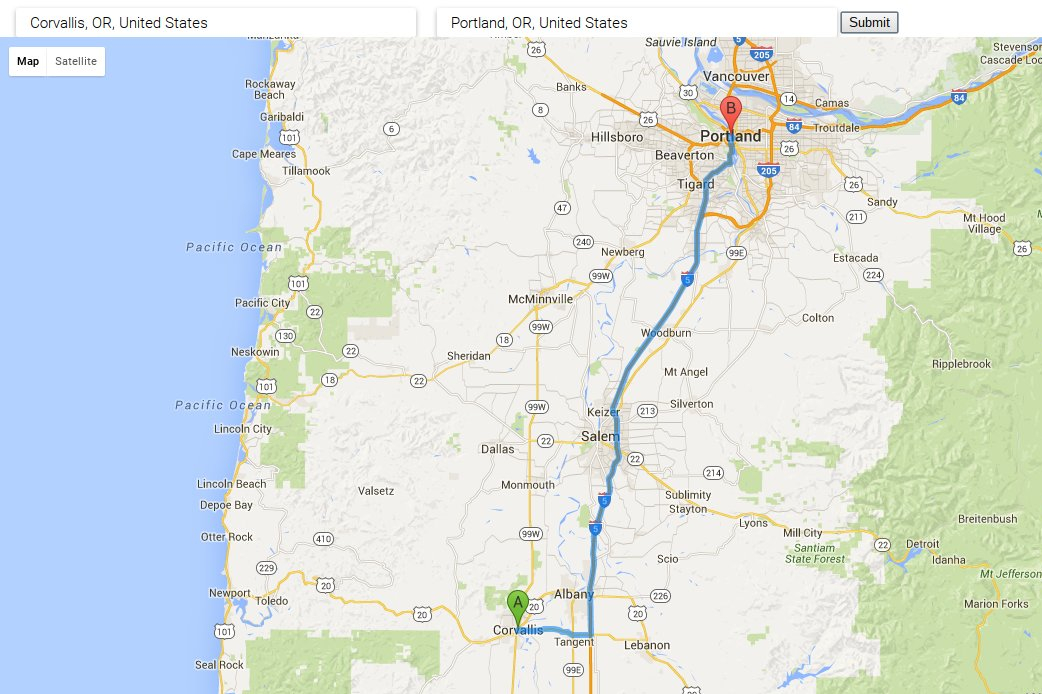 Corvallis, OR, United States
Portland, OR, United States
Submit
Map
Satellite
Sauvie Island
5
205
26
Stevenson
Cascade Loc
Vancouver
Rockaway
Beach
Banks
30
14
84
Garibaldi
8
B
Camas
101
6
26
Hillsboro
Portland
84
Troutdale
Cape Meares
Beaverton
26
Tillamook
205
Tigard
26
Sandy
47
211
Mt Hood
Village
Pacific Ocean
240
Newberg
99E
26
Estacada
99W
5
224
101
McMinnville
Pacific City
22
Colton
99W
130
18
Woodburn
Neskowin
22
Sheridan
Ripplebrook
18
22
Mt Angel
101
Pacific Ocean
99W
Keizer
213
Silverton
Lincoln City
22
Salem
Dallas
22
214
Lincoln Beach
Monmouth
Valsetz
Sublimity
Depoe Bay
5
Stayton
Breitenbush
Lyons
5
Mill City
Otter Rock
410
99W
22
Detroit
Santiam
State Forest
Scio
Idanha
229
Mt Jefferson
Newport
20
Albany
226
Toledo
A
20
Marion Forks
20
20
Corvallis
101
Tangent
Lebanon
Seal Rock
99E
99E
20